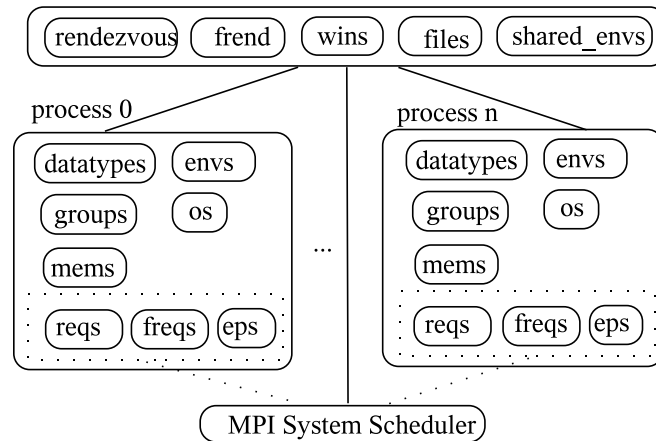 rendezvous frend wins files shared_envs
process 0
process n
datatypes envs
groups os
mems
reqs freqs eps
...
datatypes envs
groups os
mems
reqs freqs eps
MPI System Scheduler